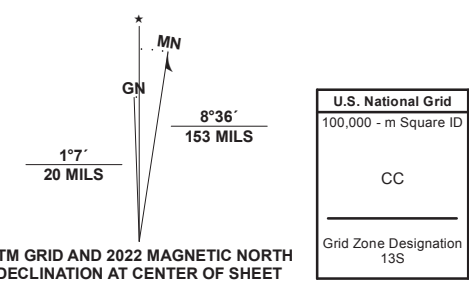 ★
MN
GN
8°36´
153 MILS
1°7´
20 MILS
TM GRID AND 2022 MAGNETIC NORTH
DECLINATION AT CENTER OF SHEET
U.S. National Grid
100,000 - m Square ID
CC
Grid Zone Designation
13S